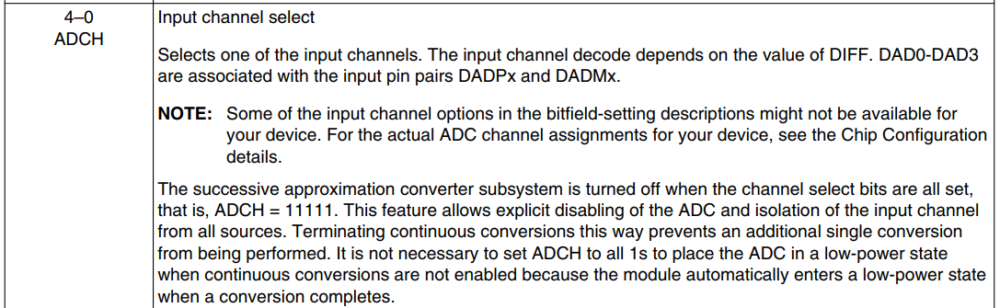 4–0
ADCH
Input channel select
Selects one of the input channels. The input channel decode depends on the value of DIFF. DAD0-DAD3
are associated with the input pin pairs DADPx and DADMx.
NOTE: Some of the input channel options in the bitfield-setting descriptions might not be available for
your device. For the actual ADC channel assignments for your device, see the Chip Configuration
details.
The successive approximation converter subsystem is turned off when the channel select bits are all set,
that is, ADCH = 11111. This feature allows explicit disabling of the ADC and isolation of the input channel
from all sources. Terminating continuous conversions this way prevents an additional single conversion
from being performed. It is not necessary to set ADCH to all 1s to place the ADC in a low-power state
when continuous conversions are not enabled because the module automatically enters a low-power state
when a conversion completes.